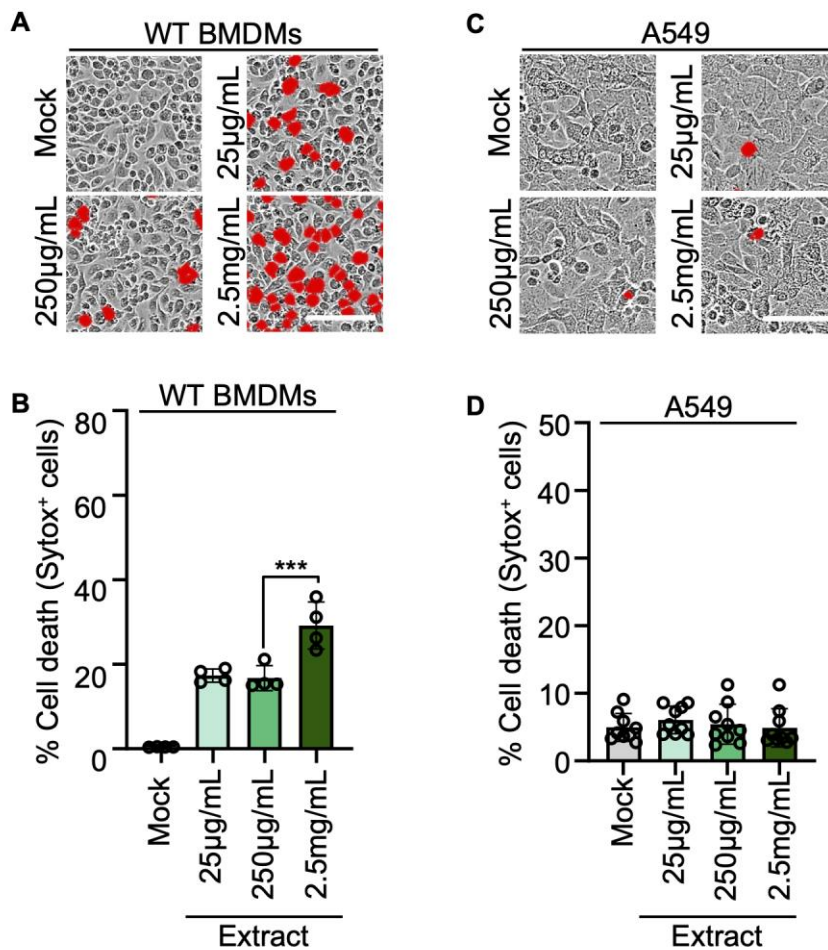 A
WT BMDMs
Mock
25µg/mL
250µg/mL
2.5mg/mL
C
A549
Mock
25µg/mL
250µg/mL
2.5mg/mL
B
WT BMDMs
% Cell death (Sytox⁺ cells)
80
60
40
20
0
***
Mock
25µg/mL
250µg/mL
2.5mg/mL
Extract
D
A549
% Cell death (Sytox⁺ cells)
50
40
30
20
10
0
Mock
25µg/mL
250µg/mL
2.5mg/mL
Extract